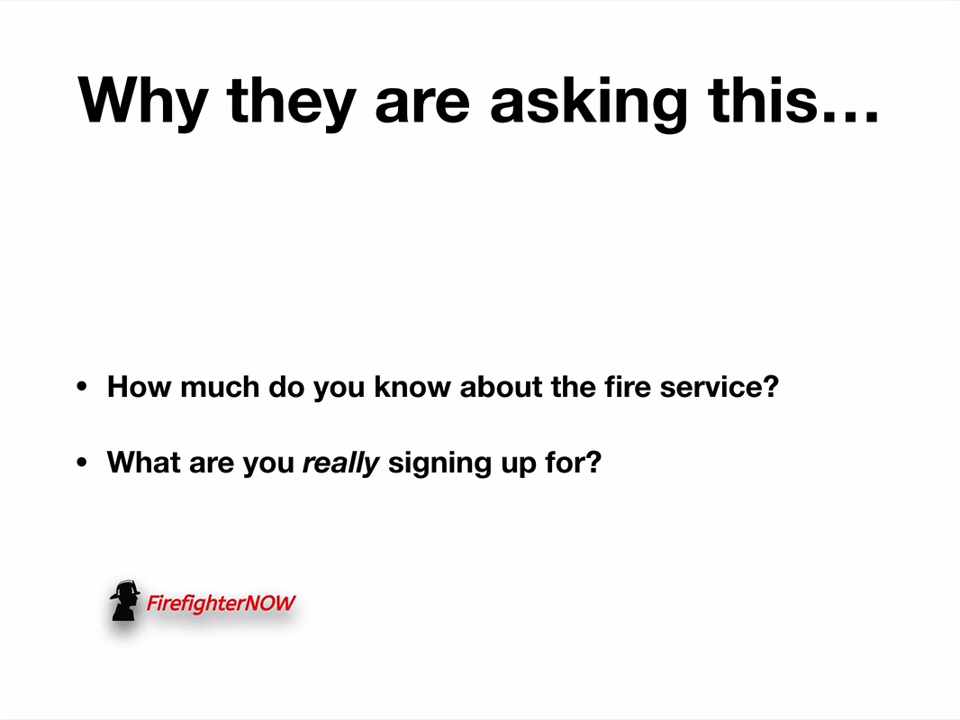 Why they are asking this…
• How much do you know about the fire service?
• What are you really signing up for?
FirefighterNOW